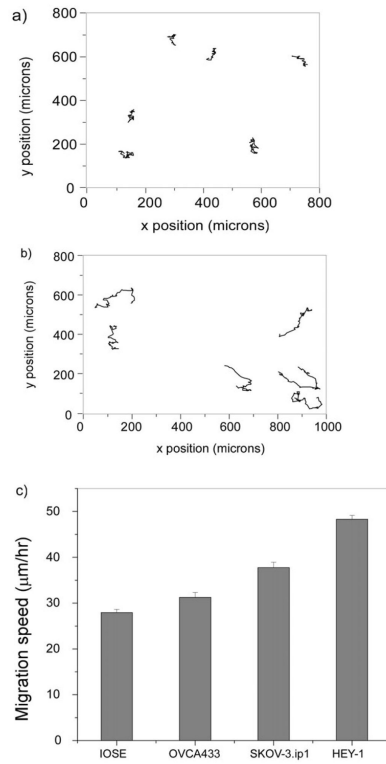 a)
800
600
400
200
0
y position (microns)
0 200 400 600 800
x position (microns)
b)
800
600
400
200
0
y position (microns)
0 200 400 600 800 1000
x position (microns)
c)
50
40
30
20
10
0
Migration speed (μm/hr)
IOSE OVCA433 SKOV-3.ip1 HEY-1